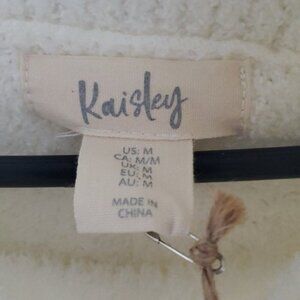 Kaisley
US: M
CA: M/M
UK: M
EU: M
AU: M
MADE IN
CHINA